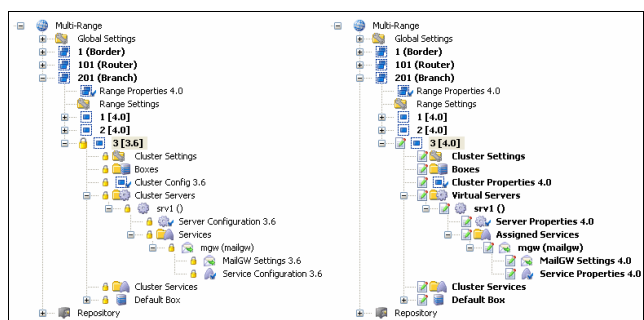 Multi-Range
Global Settings
1 (Border)
101 (Router)
201 (Branch)
Range Properties 4.0
Range Settings
1 [4.0]
2 [4.0]
3 [3.6]
Cluster Settings
Boxes
Cluster Config 3.6
Cluster Servers
srv1 ()
Server Configuration 3.6
Services
mgw (mailgw)
MailGW Settings 3.6
Service Configuration 3.6
Cluster Services
Default Box
Repository
Multi-Range
Global Settings
1 (Border)
101 (Router)
201 (Branch)
Range Properties 4.0
Range Settings
1 [4.0]
2 [4.0]
3 [4.0]
Cluster Settings
Boxes
Cluster Properties 4.0
Virtual Servers
srv1 ()
Server Properties 4.0
Assigned Services
mgw (mailgw)
MailGW Settings 4.0
Service Properties 4.0
Cluster Services
Default Box
Repository